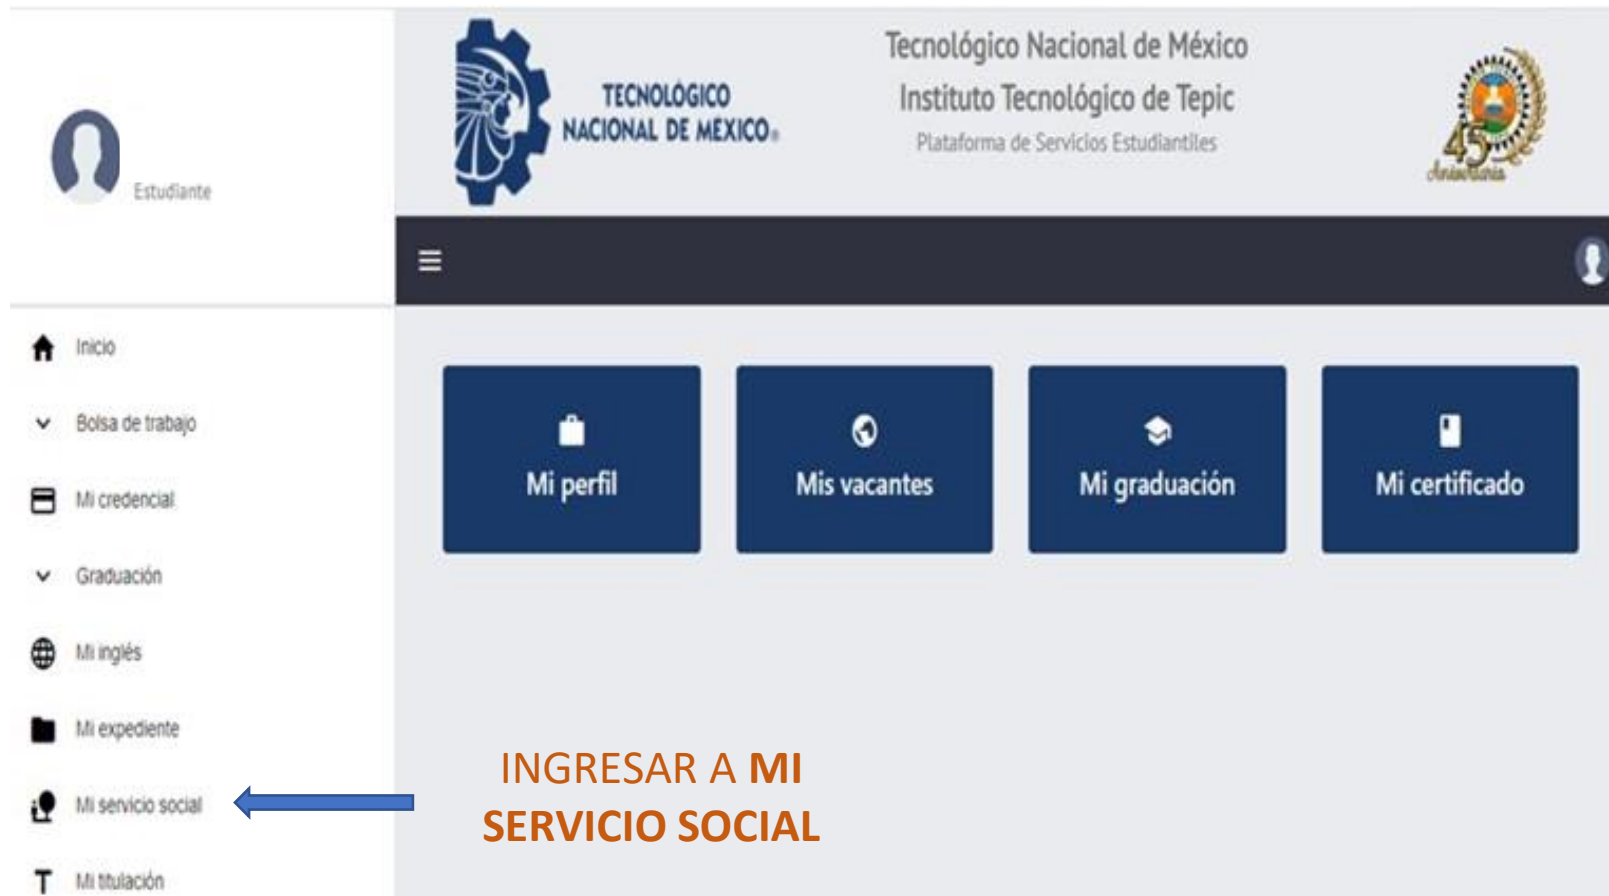 Estudiante
TECNOLÓGICO
NACIONAL DE MÉXICO®
Tecnológico Nacional de México
Instituto Tecnológico de Tepic
Plataforma de Servicios Estudiantiles
45
Aniversario
Inicio
Bolsa de trabajo
Mi credencial
Graduación
Mi inglés
Mi expediente
Mi servicio social
Mi titulación
Mi perfil
Mis vacantes
Mi graduación
Mi certificado
INGRESAR A MI
SERVICIO SOCIAL